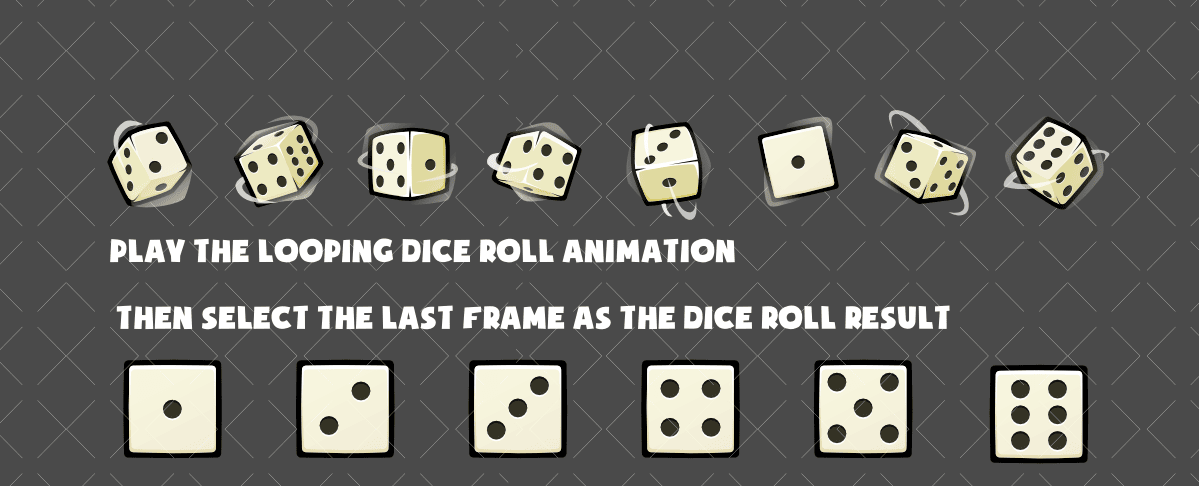 PLAY THE LOOPING DICE ROLL ANIMATION
THEN SELECT THE LAST FRAME AS THE DICE ROLL RESULT